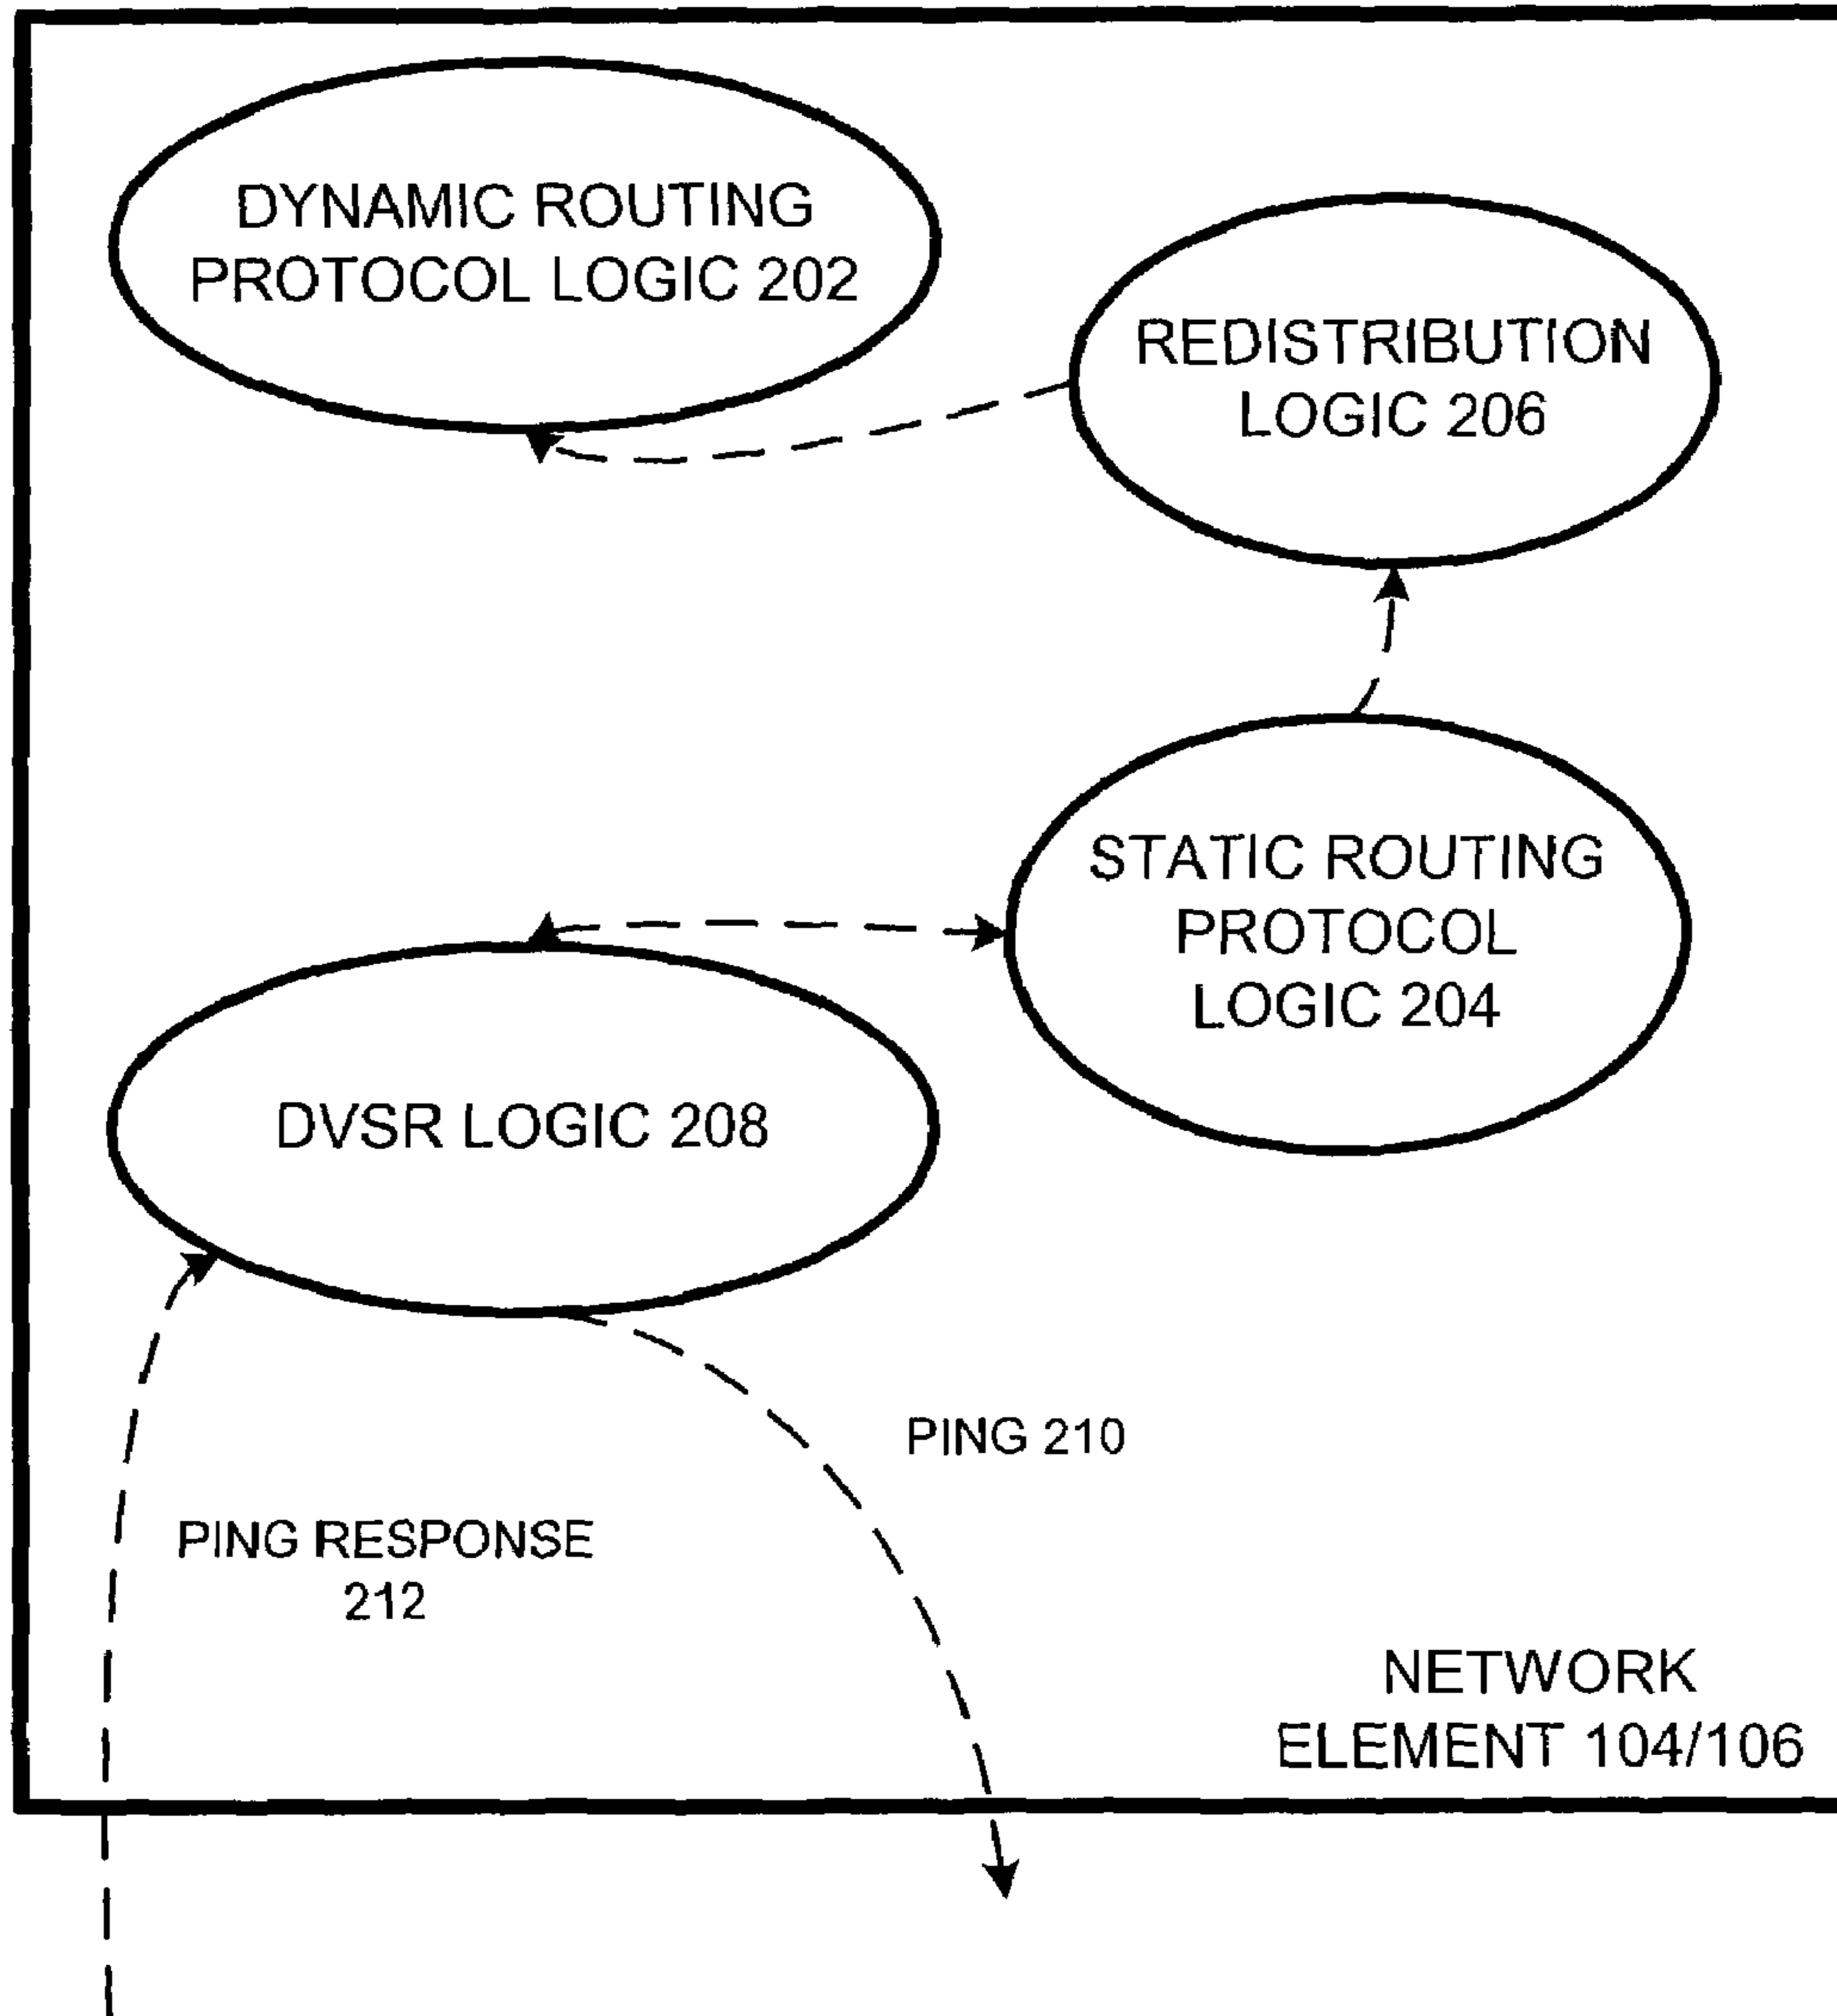 DYNAMIC ROUTING
PROTOCOL LOGIC 202
REDISTRIBUTION
LOGIC 206
STATIC ROUTING
PROTOCOL
LOGIC 204
DVSR LOGIC 208
PING 210
PING RESPONSE
212
NETWORK
ELEMENT 104/106